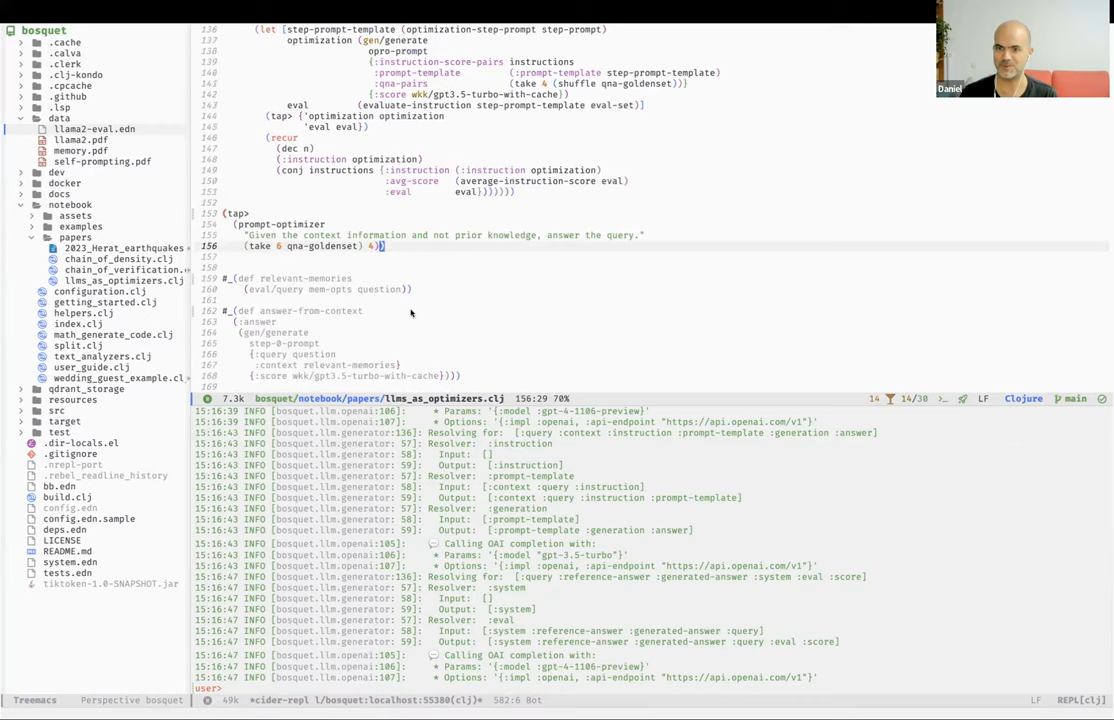 bosquet
.cache
.calva
.clerk
.clj-kondo
.cpcache
.github
.lsp
data
llama2-eval.edn
llama2.pdf
memory.pdf
self-prompting.pdf
dev
docker
docs
notebook
assets
examples
papers
2023_Herat_earthquakes
chain_of_density.clj
chain_of_verification.
llms_as_optimizers.clj
configuration.clj
getting_started.clj
helpers.clj
index.clj
math_generate_code.clj
split.clj
text_analyzers.clj
user_guide.clj
wedding_guest_example.cl
qdrant_storage
resources
src
target
test
.dir-locals.el
.gitignore
.nrepl-port
.rebel_readline_history
bb.edn
build.clj
config.edn
config.edn.sample
deps.edn
LICENSE
README.md
system.edn
tests.edn
tiktoken-1.0-SNAPSHOT.jar
Treemacs Perspective bosquet
136 (let [step-prompt-template (optimization-step step-prompt)
137 optimization (gen/generate
138 opro-prompt
139 {:instruction-score-pairs instructions
140 :prompt-template (:prompt-template step-prompt-template)
141 :qna-pairs (take 4 (shuffle qna-goldenset))}
142 {:score wkk/gpt3.5-turbo-with-cache})
143 eval (evaluate-instruction step-prompt-template eval-set)]
144 (tap> {'optimization optimization
145 'eval eval})
146 (recur
147 (dec n)
148 (:instruction optimization)
149 (conj instructions {:instruction (:instruction optimization)
150 :avg-score (average-instruction-score eval)
151 :eval eval}))))))
152
153 (tap>
154 (prompt-optimizer
155 "Given the context information and not prior knowledge, answer the query."
156 (take 6 qna-goldenset) 4))
157
158
159 #_(def relevant-memories
160 (eval/query mem-opts question))
161
162 #_(def answer-from-context
163 (:answer
164 (gen/generate
165 step-0-prompt
166 {:query question
167 :context relevant-memories}
168 {:score wkk/gpt3.5-turbo-with-cache})))
169
7.3k bosquet/notebook/papers/llms_as_optimizers.clj 156:29 70% 14 14/30 LF Clojure main
15:16:39 INFO [bosquet.llm.openai:106]: * Params: '{:model :gpt-4-1106-preview}'
15:16:39 INFO [bosquet.llm.openai:107]: * Options: '{:impl :openai, :api-endpoint "https://api.openai.com/v1"}'
15:16:43 INFO [bosquet.llm.generator:136]: Resolving for: [:query :context :instruction :prompt-template :generation :answer]
15:16:43 INFO [bosquet.llm.generator: 57]: Resolver: :instruction
15:16:43 INFO [bosquet.llm.generator: 58]: Input: []
15:16:43 INFO [bosquet.llm.generator: 59]: Output: [:instruction]
15:16:43 INFO [bosquet.llm.generator: 57]: Resolver: :prompt-template
15:16:43 INFO [bosquet.llm.generator: 58]: Input: [:context :query :instruction]
15:16:43 INFO [bosquet.llm.generator: 59]: Output: [:context :query :instruction :prompt-template]
15:16:43 INFO [bosquet.llm.generator: 57]: Resolver: :generation
15:16:43 INFO [bosquet.llm.generator: 58]: Input: [:prompt-template]
15:16:43 INFO [bosquet.llm.generator: 59]: Output: [:prompt-template :generation :answer]
15:16:43 INFO [bosquet.llm.openai:105]: Calling OAI completion with:
15:16:43 INFO [bosquet.llm.openai:106]: * Params: '{:model "gpt-3.5-turbo"}'
15:16:43 INFO [bosquet.llm.openai:107]: * Options: '{:impl :openai, :api-endpoint "https://api.openai.com/v1"}'
15:16:47 INFO [bosquet.llm.generator:136]: Resolving for: [:query :reference-answer :generated-answer :system :eval :score]
15:16:47 INFO [bosquet.llm.generator: 57]: Resolver: :system
15:16:47 INFO [bosquet.llm.generator: 58]: Input: []
15:16:47 INFO [bosquet.llm.generator: 59]: Output: [:system]
15:16:47 INFO [bosquet.llm.generator: 57]: Resolver: :eval
15:16:47 INFO [bosquet.llm.generator: 58]: Input: [:system :reference-answer :generated-answer :query]
15:16:47 INFO [bosquet.llm.generator: 59]: Output: [:system :reference-answer :generated-answer :query :eval :score]
15:16:47 INFO [bosquet.llm.openai:105]: Calling OAI completion with:
15:16:47 INFO [bosquet.llm.openai:106]: * Params: '{:model :gpt-4-1106-preview}'
15:16:47 INFO [bosquet.llm.openai:107]: * Options: '{:impl :openai, :api-endpoint "https://api.openai.com/v1"}'
user>
49k *cider-repl l/bosquet:localhost:55380(clj)* 582:6 Bot LF REPL[clj]
Daniel